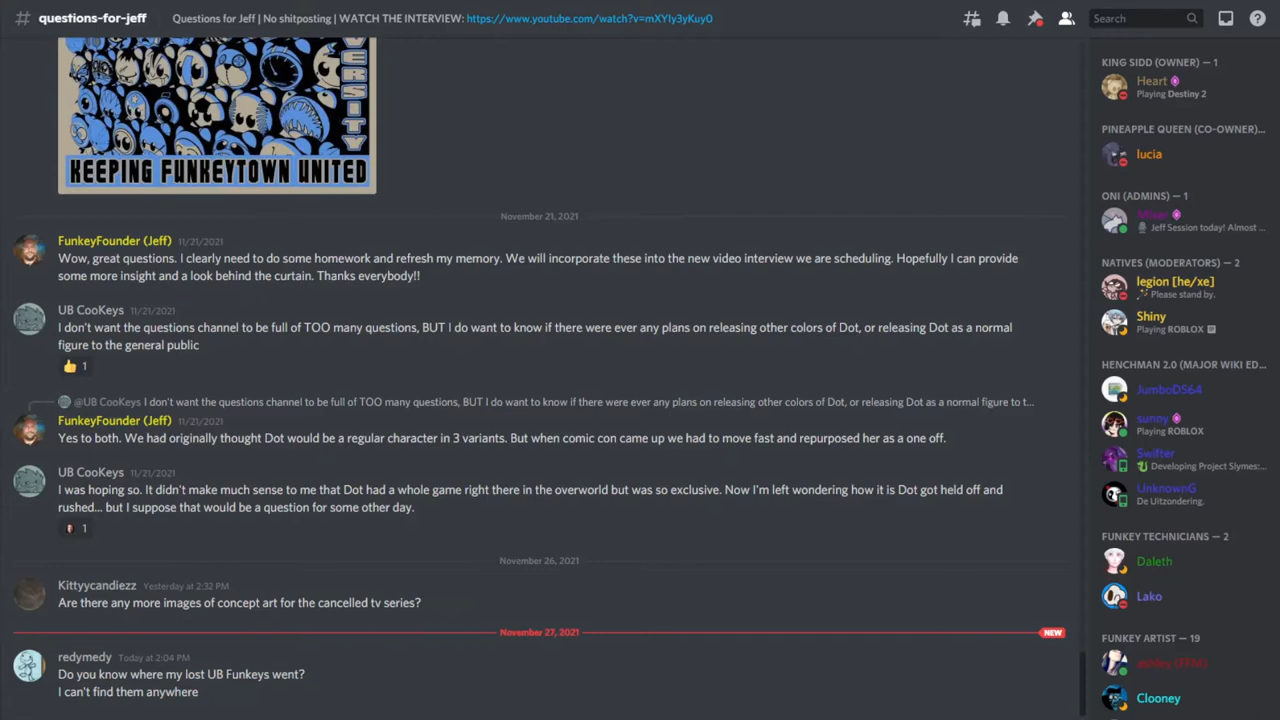 questions-for-jeff
Questions for Jeff | No shitposting | WATCH THE INTERVIEW: https://www.youtube.com/watch?v=mXYIy3yKuy0
Search
VERSITY
KEEPING FUNKEYTOWN UNITED
November 21, 2021
FunkeyFounder (Jeff) 11/21/2021
Wow, great questions. I clearly need to do some homework and refresh my memory. We will incorporate these into the new video interview we are scheduling. Hopefully I can provide
some more insight and a look behind the curtain. Thanks everybody!!
UB CooKeys 11/21/2021
I don't want the questions channel to be full of TOO many questions, BUT I do want to know if there were ever any plans on releasing other colors of Dot, or releasing Dot as a normal
figure to the general public
1
@UB CooKeys I don't want the questions channel to be full of TOO many questions, BUT I do want to know if there were ever any plans on releasing other colors of Dot, or releasing Dot as a normal figure to t...
FunkeyFounder (Jeff) 11/21/2021
Yes to both. We had originally thought Dot would be a regular character in 3 variants. But when comic con came up we had to move fast and repurposed her as a one off.
UB CooKeys 11/21/2021
I was hoping so. It didn't make much sense to me that Dot had a whole game right there in the overworld but was so exclusive. Now I'm left wondering how it is Dot got held off and
rushed... but I suppose that would be a question for some other day.
1
November 26, 2021
Kittyycandiezz Yesterday at 2:32 PM
Are there any more images of concept art for the cancelled tv series?
November 27, 2021
NEW
redymedy Today at 2:04 PM
Do you know where my lost UB Funkeys went?
I can't find them anywhere
KING SIDD (OWNER) — 1
Heart
Playing Destiny 2
PINEAPPLE QUEEN (CO-OWNER)...
lucia
ONI (ADMINS) — 1
Jeff Session today! Almost ...
NATIVES (MODERATORS) — 2
legion [he/xe]
Please stand by.
Shiny
Playing ROBLOX
HENCHMAN 2.0 (MAJOR WIKI ED...
JumboDS64
sunoy
Playing ROBLOX
Swifter
Developing Project Slymes:...
UnknownG
De Uitzondering.
FUNKEY TECHNICIANS — 2
Daleth
Lako
FUNKEY ARTIST — 19
Clooney